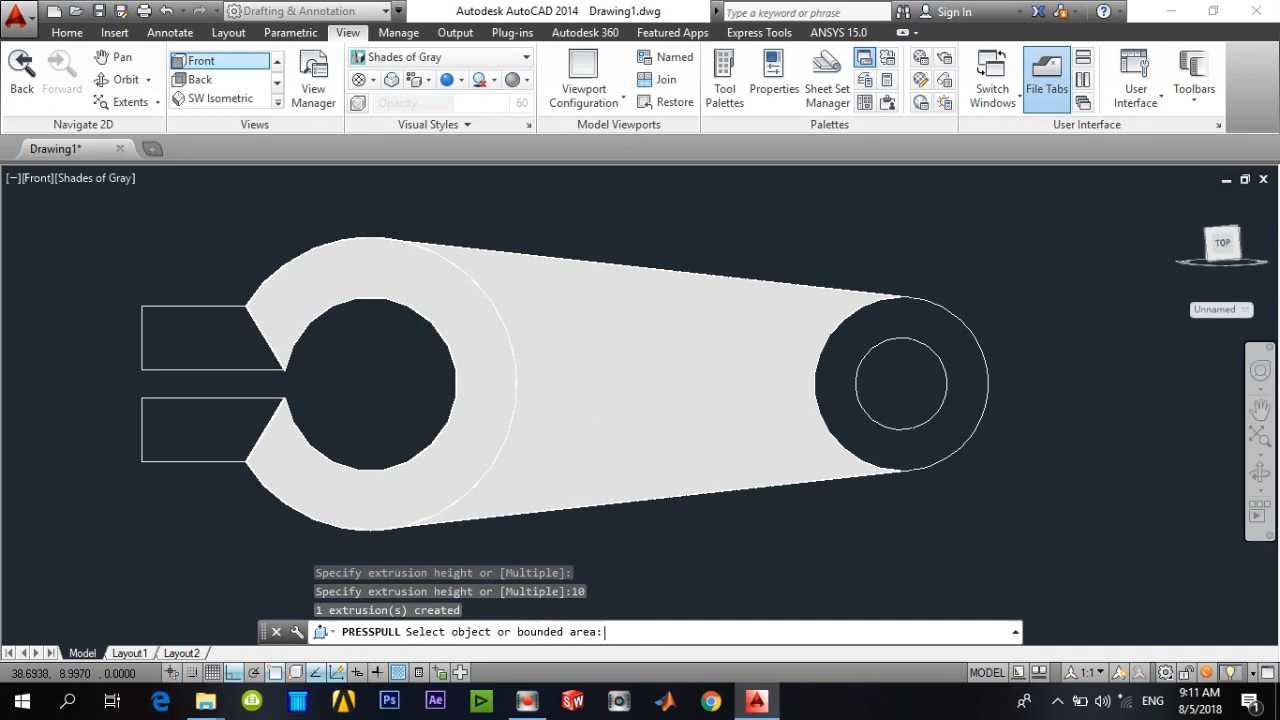 Drafting & Annotation
Autodesk AutoCAD 2014 Drawing1.dwg
Type a keyword or phrase
Sign In
Home Insert Annotate Layout Parametric View Manage Output Plug-ins Autodesk 360 Featured Apps Express Tools ANSYS 15.0
Back
Forward
Pan
Orbit
Extents
Navigate 2D
Front
Back
SW Isometric
View
Manager
Views
Shades of Gray
Opacity 60
Visual Styles
Viewport
Configuration
Named
Join
Restore
Model Viewports
Tool
Palettes
Properties
Sheet Set
Manager
Palettes
Switch
Windows
File Tabs
User
Interface
Toolbars
User Interface
Drawing1*
[−][Front][Shades of Gray]
TOP
Unnamed
Specify extrusion height or [Multiple]:
Specify extrusion height or [Multiple]:10
1 extrusion(s) created
PRESSPULL Select object or bounded area:
Model Layout1 Layout2
38.6938, 8.9970, 0.0000
MODEL
1:1
Ps
Ae
SW
ENG
9:11 AM
8/5/2018
1